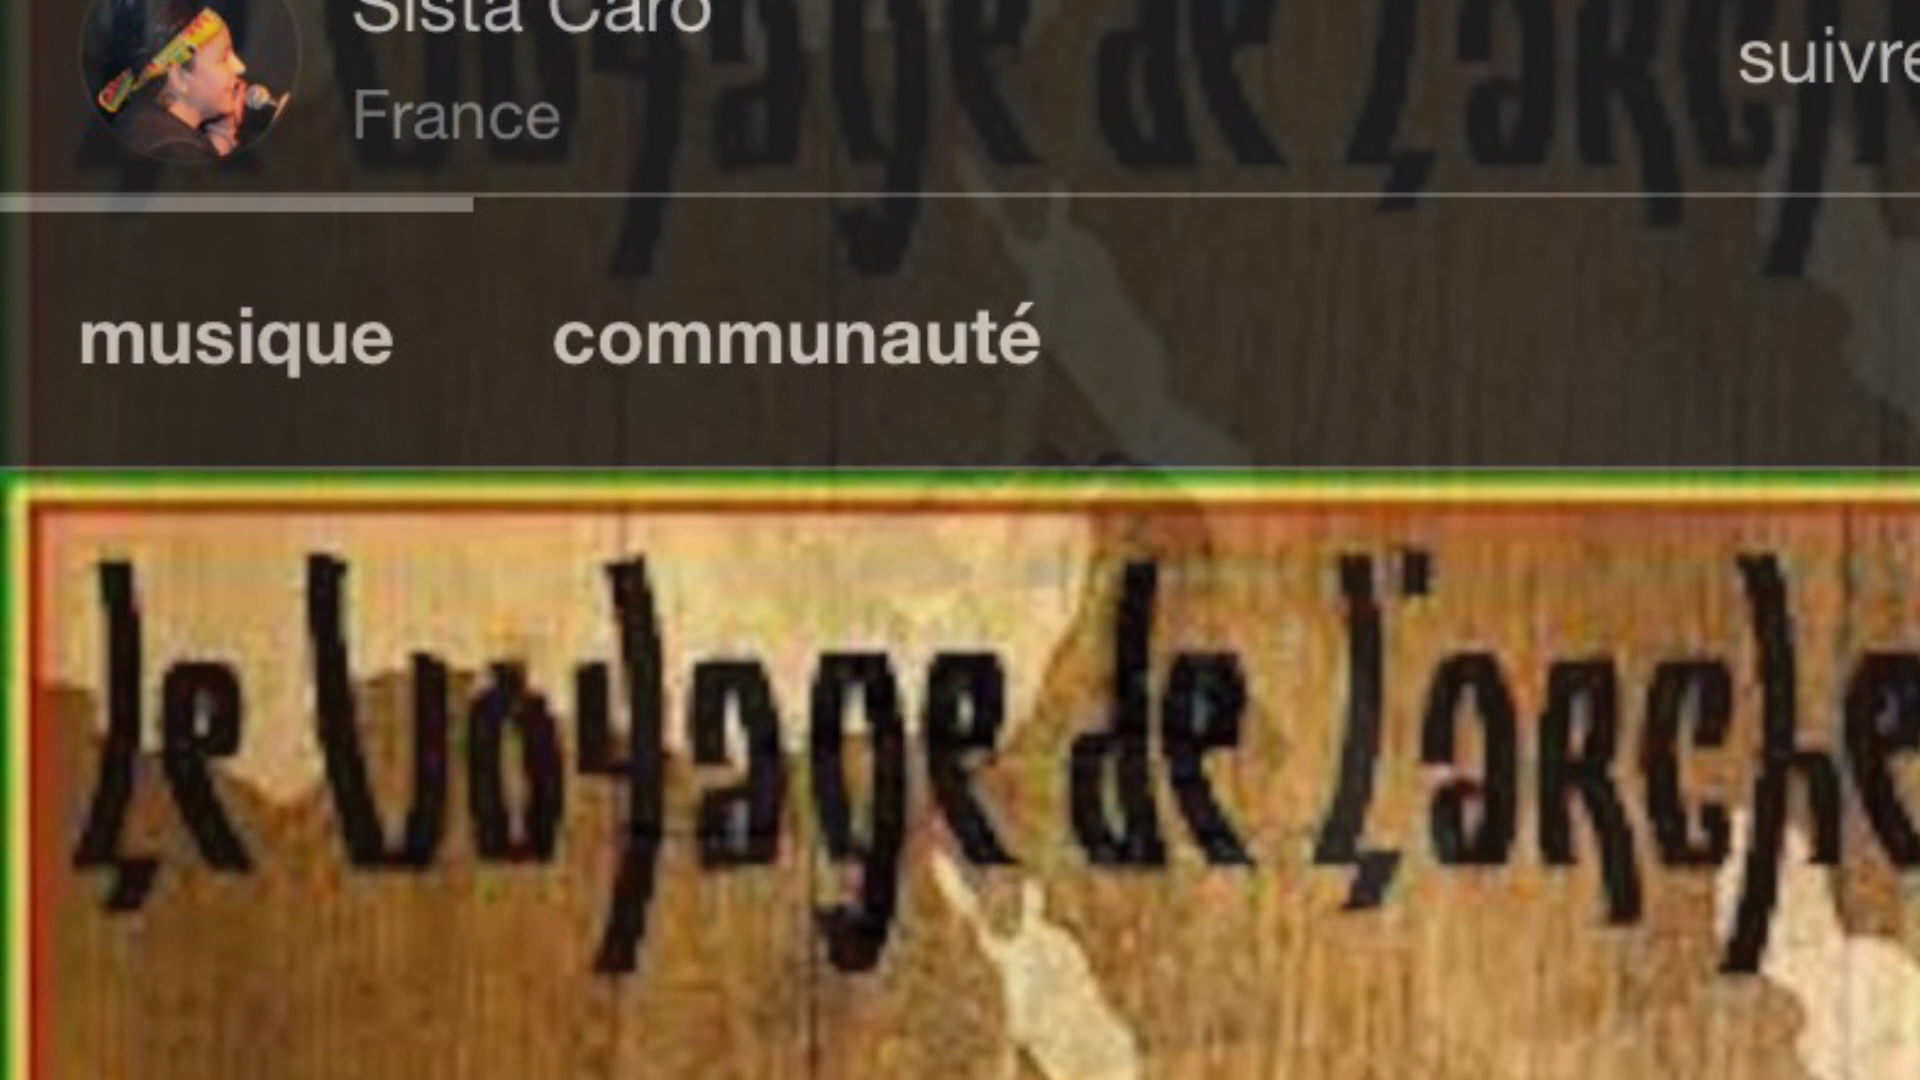 Sista Caro
France
suivre
musique communauté
Le Voyage de L'arche